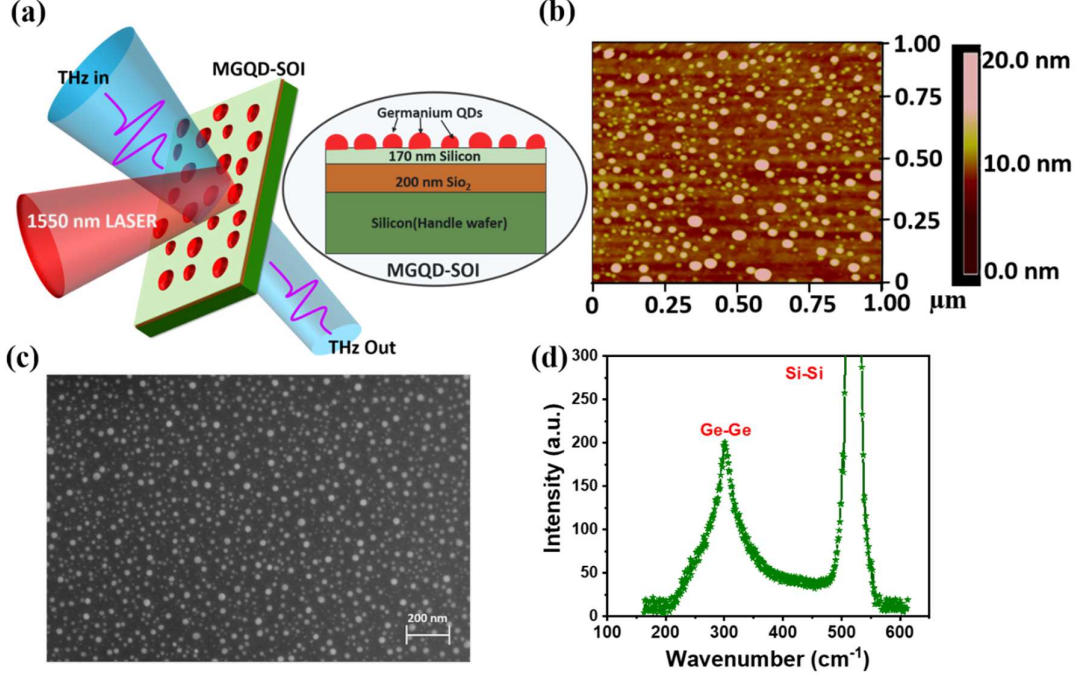 (a)
THz in
MGQD-SOI
1550 nm LASER
THz Out
Germanium QDs
170 nm Silicon
200 nm Sio₂
Silicon(Handle wafer)
MGQD-SOI
(b)
1.00
0.75
0.50
0.25
0
0 0.25 0.50 0.75 1.00 µm
20.0 nm
10.0 nm
0.0 nm
(c)
200 nm
(d)
Si-Si
Ge-Ge
300
250
200
150
100
50
0
100 200 300 400 500 600
Intensity (a.u.)
Wavenumber (cm⁻¹)